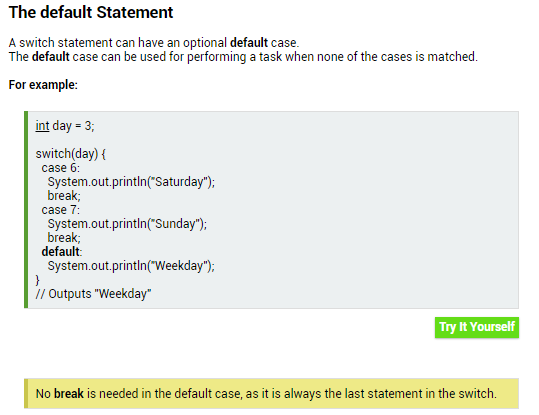 The default Statement
A switch statement can have an optional default case.
The default case can be used for performing a task when none of the cases is matched.
For example:
int day = 3;
switch(day) {
case 6:
System.out.println("Saturday");
break;
case 7:
System.out.println("Sunday");
break;
default:
System.out.println("Weekday");
}
// Outputs "Weekday"
Try It Yourself
No break is needed in the default case, as it is always the last statement in the switch.